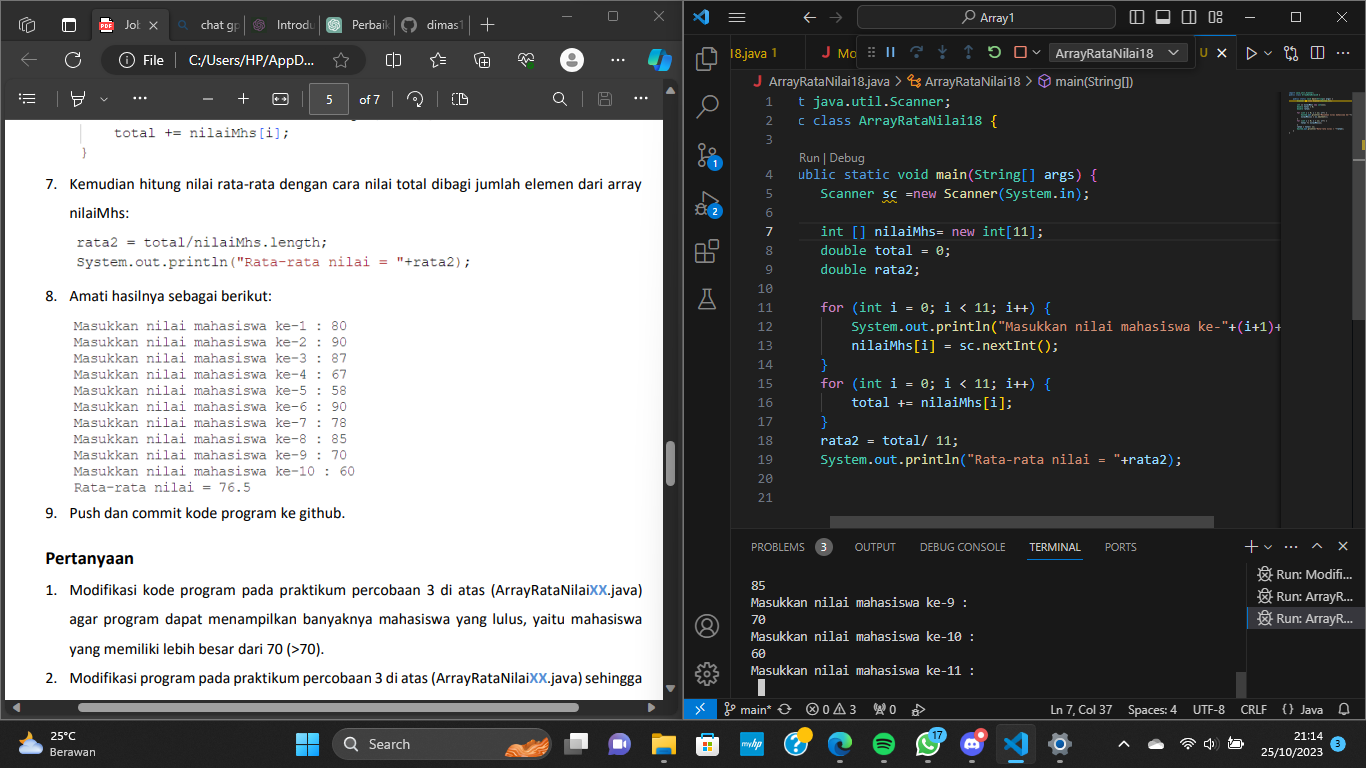 Job
chat gp
Introdu
Perbaik
dimas1
File
C:/Users/HP/AppD...
5 of 7
total += nilaiMhs[i];
}
7. Kemudian hitung nilai rata-rata dengan cara nilai total dibagi jumlah elemen dari array
nilaiMhs:
rata2 = total/nilaiMhs.length;
System.out.println("Rata-rata nilai = "+rata2);
8. Amati hasilnya sebagai berikut:
Masukkan nilai mahasiswa ke-1 : 80
Masukkan nilai mahasiswa ke-2 : 90
Masukkan nilai mahasiswa ke-3 : 87
Masukkan nilai mahasiswa ke-4 : 67
Masukkan nilai mahasiswa ke-5 : 58
Masukkan nilai mahasiswa ke-6 : 90
Masukkan nilai mahasiswa ke-7 : 78
Masukkan nilai mahasiswa ke-8 : 85
Masukkan nilai mahasiswa ke-9 : 70
Masukkan nilai mahasiswa ke-10 : 60
Rata-rata nilai = 76.5
9. Push dan commit kode program ke github.
Pertanyaan
1. Modifikasi kode program pada praktikum percobaan 3 di atas (ArrayRataNilaiXX.java)
agar program dapat menampilkan banyaknya mahasiswa yang lulus, yaitu mahasiswa
yang memiliki lebih besar dari 70 (>70).
2. Modifikasi program pada praktikum percobaan 3 di atas (ArrayRataNilaiXX.java) sehingga
Array1
18.java 1
Mo
ArrayRataNilai18
U
ArrayRataNilai18.java > ArrayRataNilai18 > main(String[])
1 t java.util.Scanner;
2 c class ArrayRataNilai18 {
3
Run | Debug
4 ublic static void main(String[] args) {
5 Scanner sc =new Scanner(System.in);
6
7 int [] nilaiMhs= new int[11];
8 double total = 0;
9 double rata2;
10
11 for (int i = 0; i < 11; i++) {
12 System.out.println("Masukkan nilai mahasiswa ke-"+(i+1)+
13 nilaiMhs[i] = sc.nextInt();
14 }
15 for (int i = 0; i < 11; i++) {
16 total += nilaiMhs[i];
17 }
18 rata2 = total/ 11;
19 System.out.println("Rata-rata nilai = "+rata2);
20
21
PROBLEMS 3 OUTPUT DEBUG CONSOLE TERMINAL PORTS
85
Masukkan nilai mahasiswa ke-9 :
70
Masukkan nilai mahasiswa ke-10 :
60
Masukkan nilai mahasiswa ke-11 :
Run: Modifi...
Run: ArrayR...
Run: ArrayR...
1
2
main* 0 3 0 Ln 7, Col 37 Spaces: 4 UTF-8 CRLF {} Java
25°C
Berawan
Search
myhp
17
21:14
25/10/2023
3